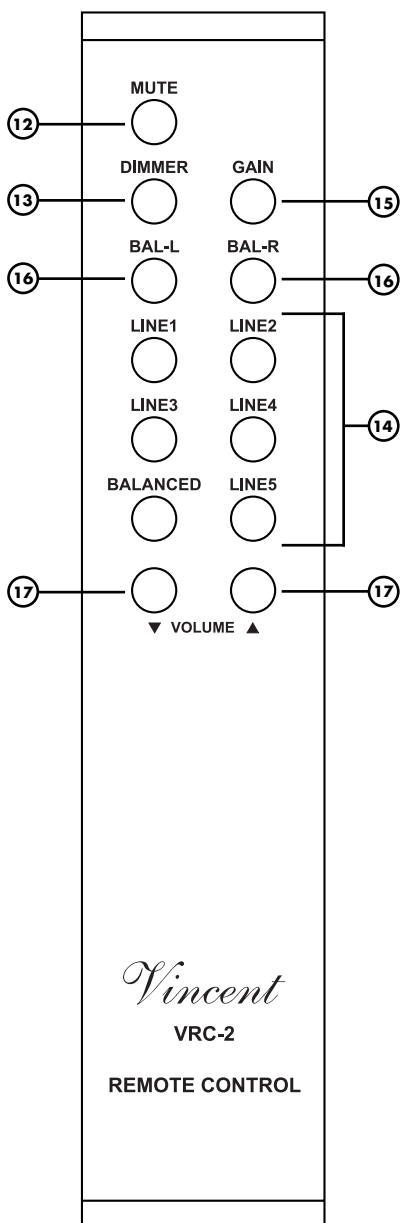 MUTE
12
DIMMER GAIN
13 15
BAL-L BAL-R
16 16
LINE1 LINE2
LINE3 LINE4
14
BALANCED LINE5
17 17
▼ VOLUME ▲
Vincent
VRC-2
REMOTE CONTROL